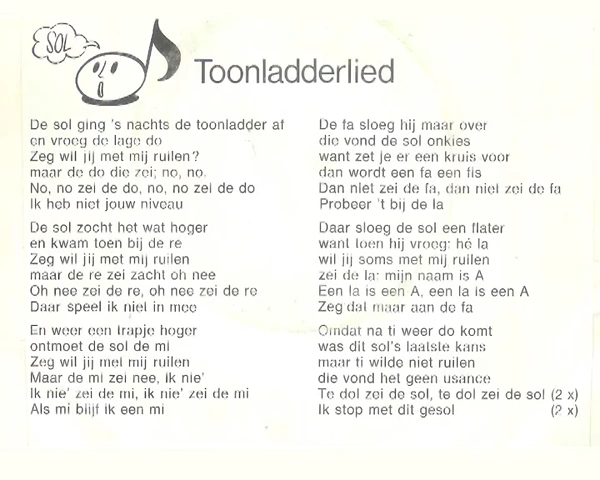 SOL
Toonladderlied
De sol ging 's nachts de toonladder af
en vroeg de lage do
Zeg wil jij met mij ruilen?
maar de do die zei; no, no.
No, no zei de do, no, no zei de do
Ik heb niet jouw niveau
De sol zocht het wat hoger
en kwam toen bij de re
Zeg wil jij met mij ruilen
maar de re zei zacht oh nee
Oh nee zei de re, oh nee zei de re
Daar speel ik niet in mee
En weer een trapje hoger
ontmoet de sol de mi
Zeg wil jij met mij ruilen
Maar de mi zei nee, ik nie'
Ik nie' zei de mi, ik nie' zei de mi
Als mi blijf ik een mi
De fa sloeg hij maar over
die vond de sol onkies
want zet je er een kruis voor
dan wordt een fa een fis
Dan niet zei de fa, dan niet zei de fa
Probeer 't bij de la
Daar sloeg de sol een flater
want toen hij vroeg: hé la
wil jij soms met mij ruilen
zei de la: mijn naam is A
Een la is een A, een la is een A
Zeg dat maar aan de fa
Omdat na ti weer do komt
was dit sol's laatste kans
maar ti wilde niet ruilen
die vond het geen usance
Te dol zei de sol, te dol zei de sol (2 x)
Ik stop met dit gesol (2 x)